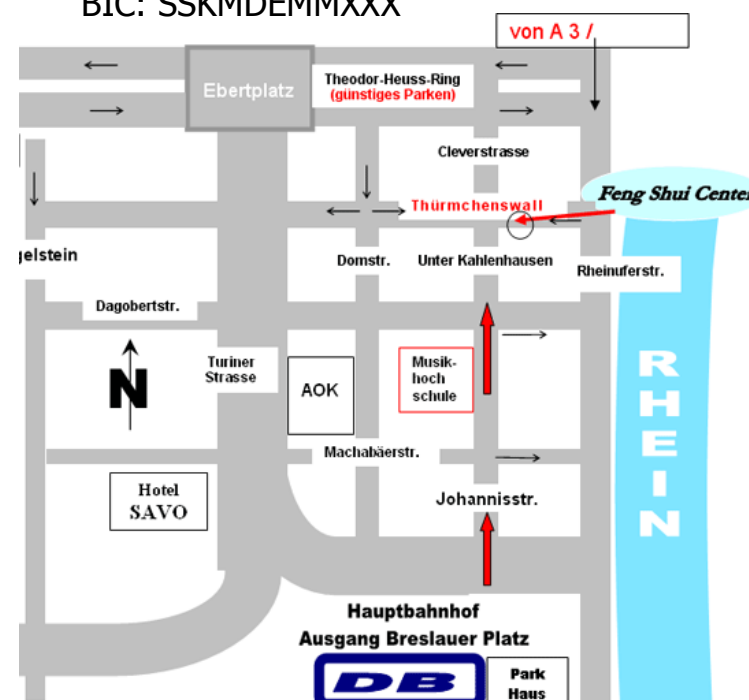 BIC: SSKMDEMMXXX
von A 3 /
Ebertplatz
Theodor-Heuss-Ring
(günstiges Parken)
Cleverstrasse
Feng Shui Center
Thürmchenswall
gelstein
Domstr.
Unter Kahlenhausen
Rheinuferstr.
Dagobertstr.
N
Turiner
Strasse
AOK
Musik-
hoch
schule
RHEIN
Machabäerstr.
Hotel
SAVO
Johannisstr.
Hauptbahnhof
Ausgang Breslauer Platz
DB
Park
Haus